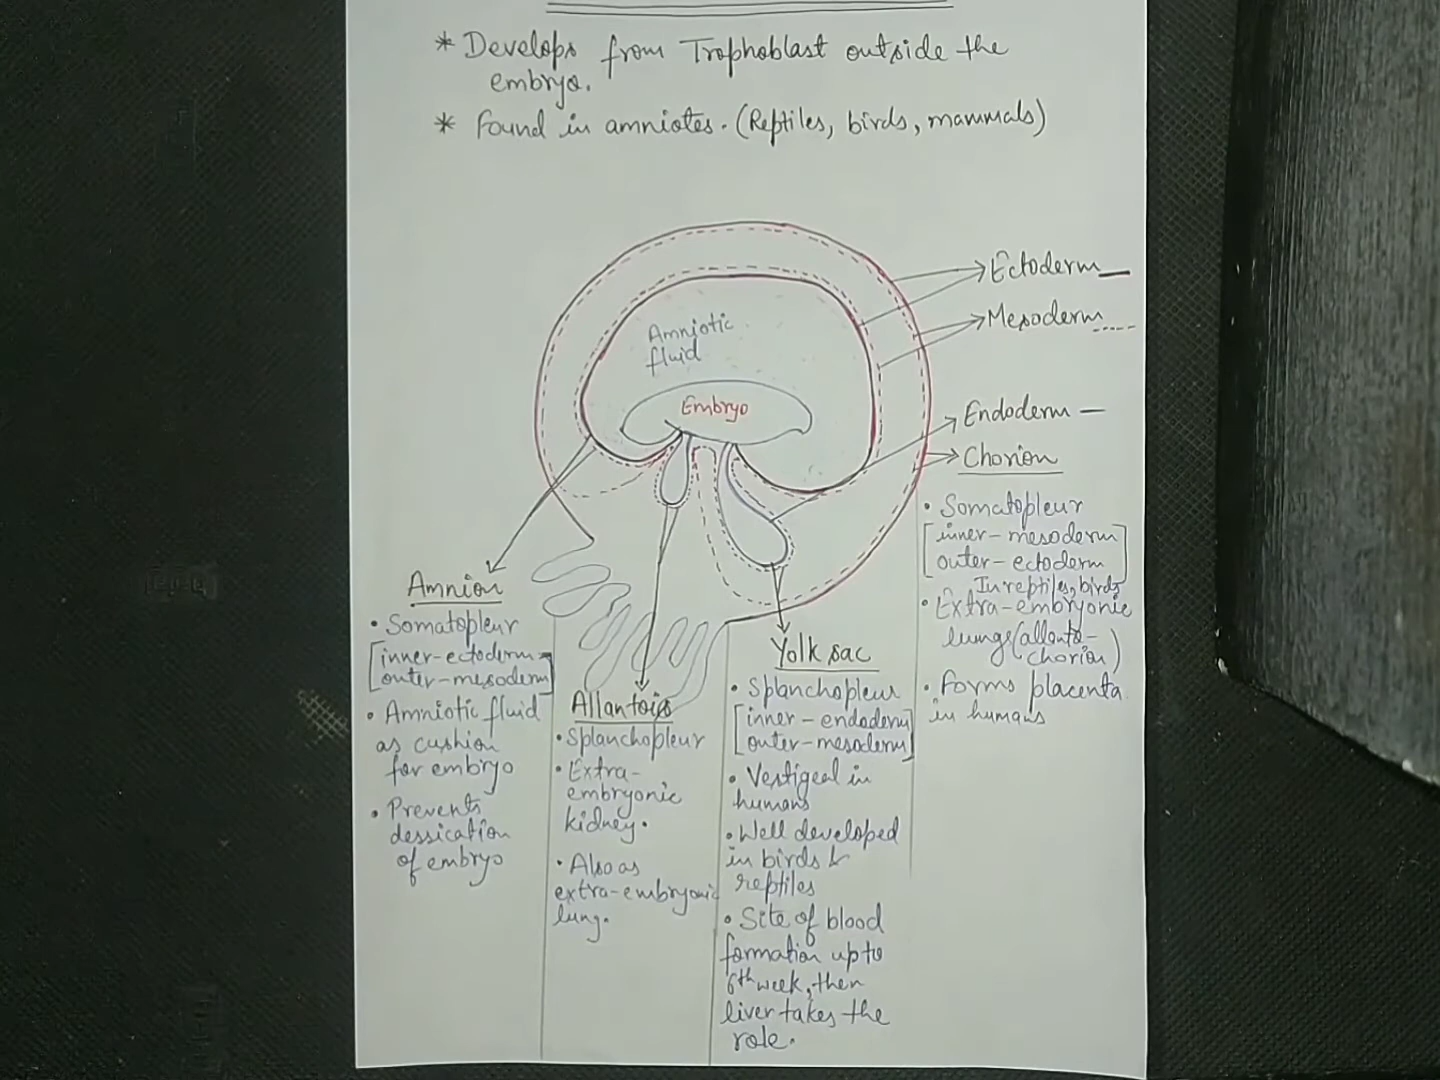 * Develops from Trophoblast outside the
embryo.
* Found in amniotes. (Reptiles, birds, mammals)
Ectoderm
Mesoderm
Amniotic
fluid
Embryo
Endoderm
Chorion
• Somatopleur
[inner - mesoderm
outer - ectoderm]
In reptiles, birds
• Extra-embryonic
lungs (allanto-
chorion)
• Forms placenta
in humans
Amnion
• Somatopleur
[inner-ectoderm
outer-mesoderm]
• Amniotic fluid
as cushion
for embryo
• Prevents
dessication
of embryo
Allantois
• Splanchopleur
• Extra-
embryonic
kidney.
• Also as
extra-embryonic
lung.
Yolk sac
• Splanchopleur
[inner - endoderm
outer-mesoderm]
• Vestigeal in
humans
• Well developed
in birds &
reptiles
• Site of blood
formation up to
6th week, then
liver takes the
role.